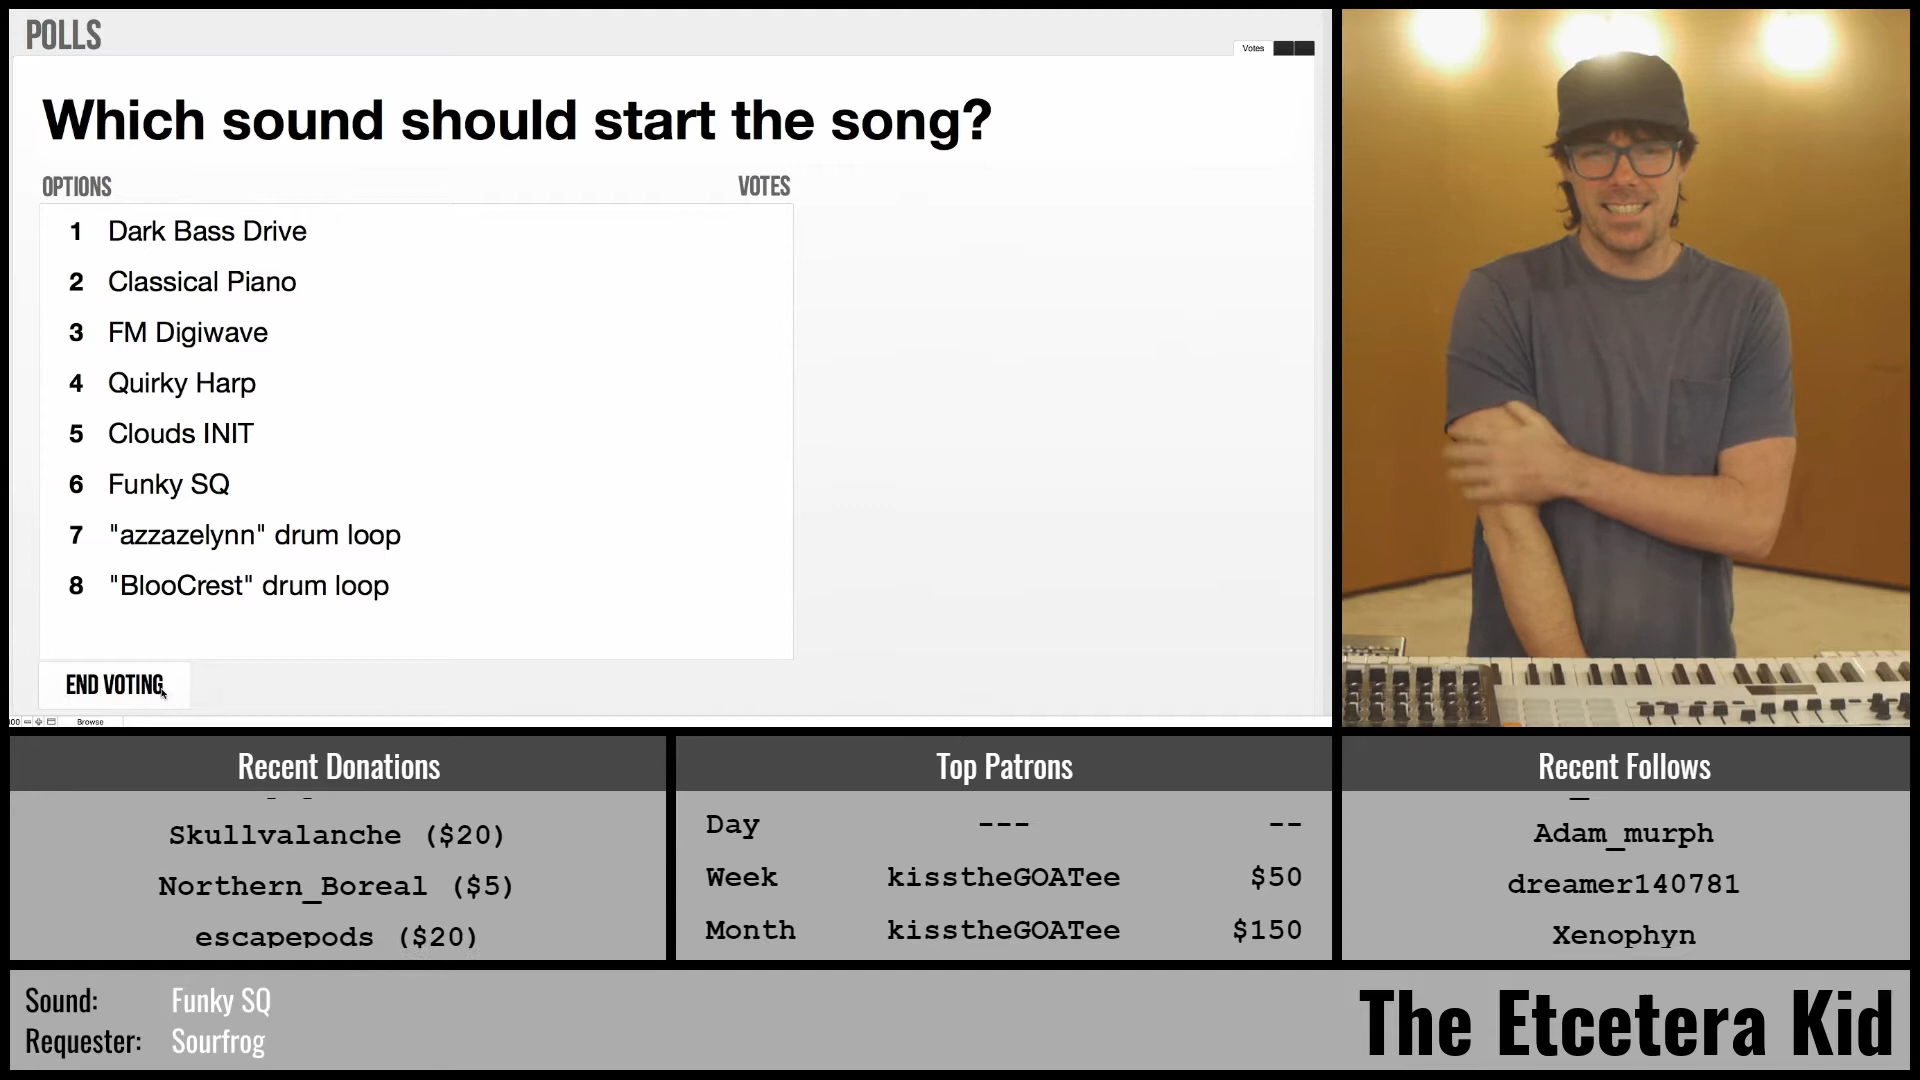 POLLS
Votes
Which sound should start the song?
OPTIONS VOTES
1 Dark Bass Drive
2 Classical Piano
3 FM Digiwave
4 Quirky Harp
5 Clouds INIT
6 Funky SQ
7 "azzazelynn" drum loop
8 "BlooCrest" drum loop
END VOTING
Browse
Recent Donations
Skullvalanche ($20)
Northern_Boreal ($5)
escapepods ($20)
Top Patrons
Day --- --
Week kisstheGOATee $50
Month kisstheGOATee $150
Recent Follows
Adam_murph
dreamer140781
Xenophyn
Sound: Funky SQ
Requester: Sourfrog
The Etcetera Kid